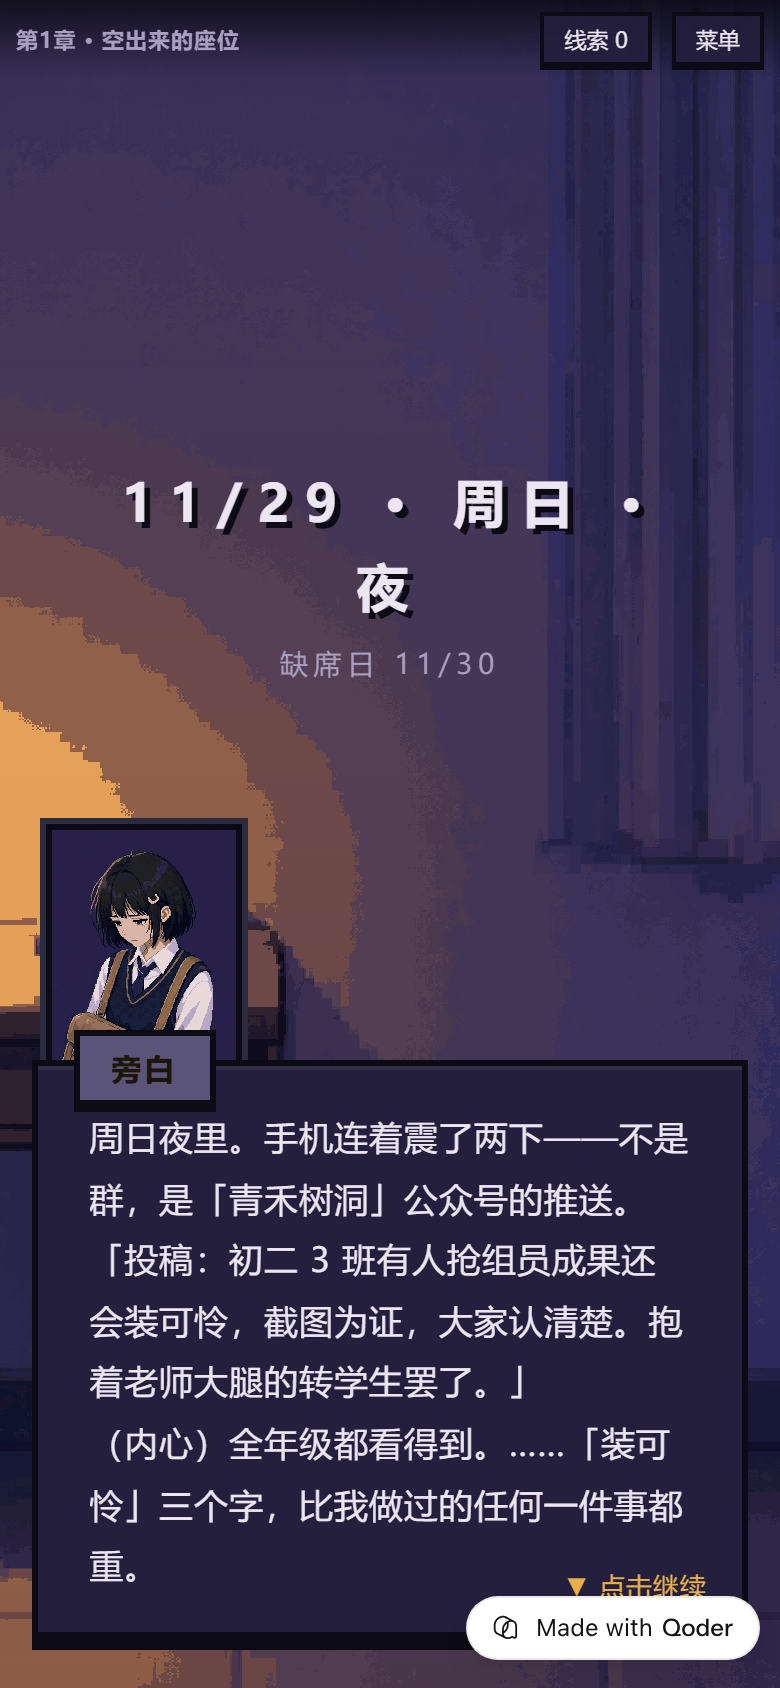 第1章・空出来的座位
线索 0
菜单
11/29 · 周日 ·
夜
缺席日 11/30
旁白
周日夜里。手机连着震了两下——不是
群，是「青禾树洞」公众号的推送。
「投稿：初二 3 班有人抢组员成果还
会装可怜，截图为证，大家认清楚。抱
着老师大腿的转学生罢了。」
（内心）全年级都看得到。……「装可
怜」三个字，比我做过的任何一件事都
重。
▼ 点击继续
Made with Qoder